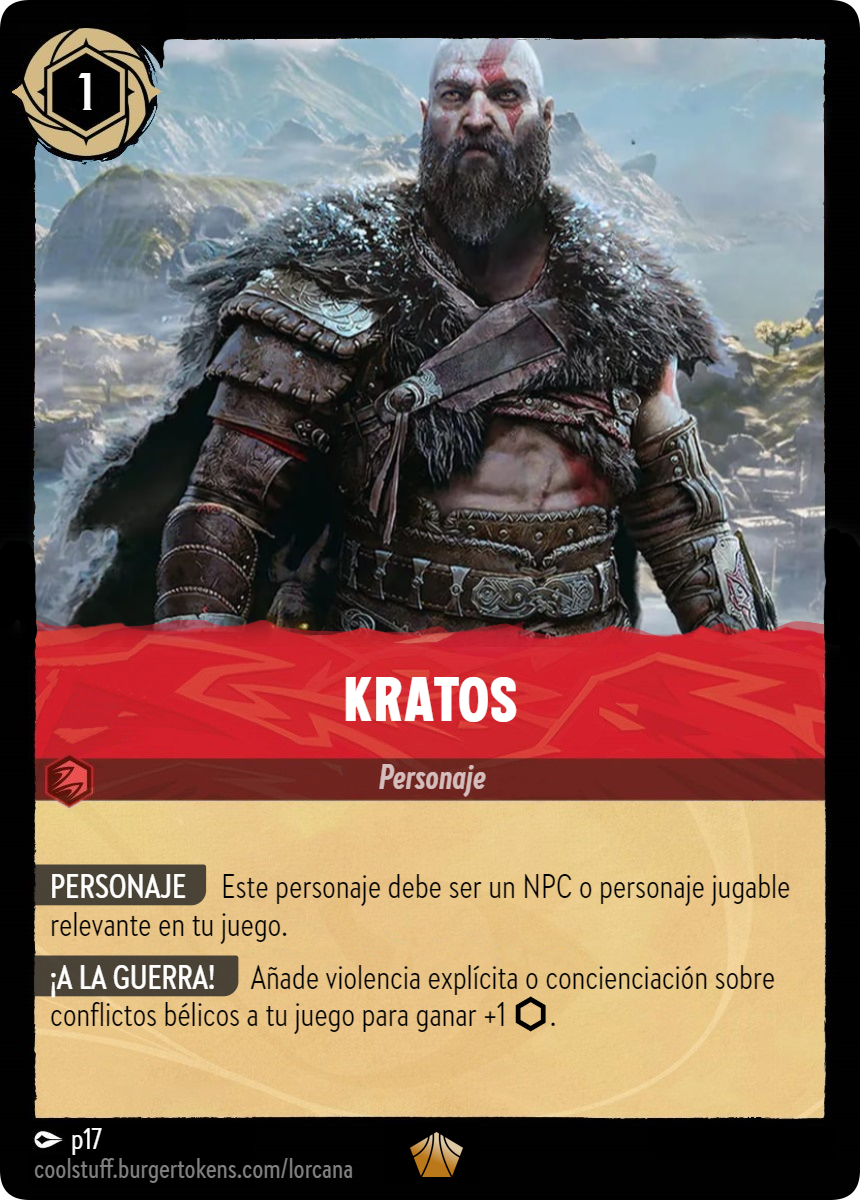 1
KRATOS
Personaje
PERSONAJE Este personaje debe ser un NPC o personaje jugable
relevante en tu juego.
¡A LA GUERRA! Añade violencia explícita o concienciación sobre
conflictos bélicos a tu juego para ganar +1 ⬡.
p17
coolstuff.burgertokens.com/lorcana